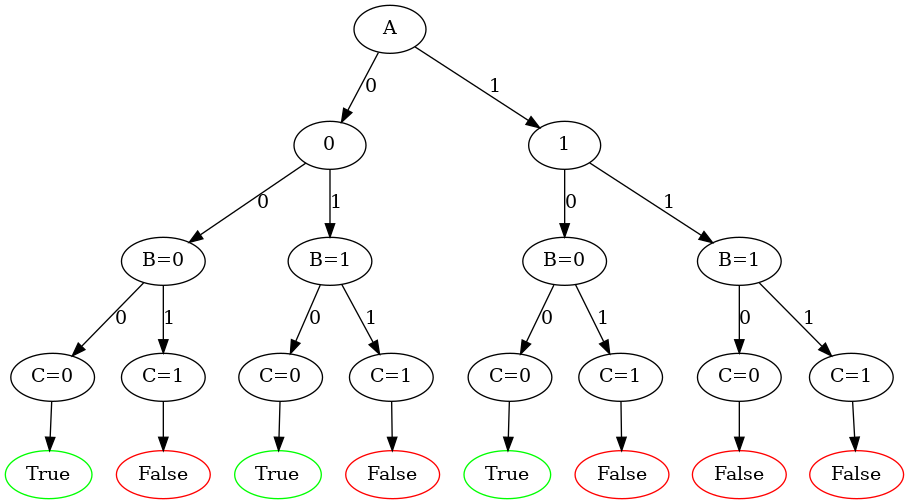 A
0 1
0 1
0 1 0 1
B=0 B=1 B=0 B=1
0 1 0 1 0 1 0 1
C=0 C=1 C=0 C=1 C=0 C=1 C=0 C=1
True False True False True False False False